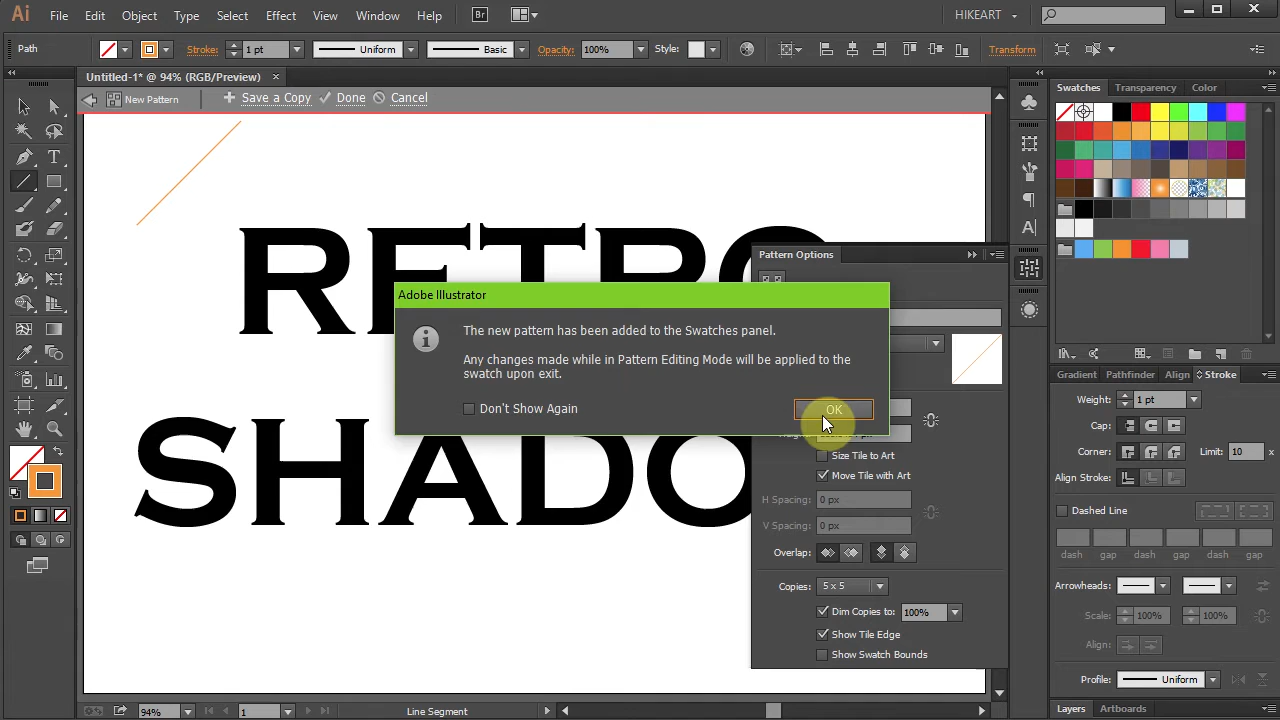 Ai File Edit Object Type Select Effect View Window Help Br HIKEART
Path Stroke: 1 pt Uniform Basic Opacity: 100% Style: Transform
Untitled-1* @ 94% (RGB/Preview) ×
New Pattern Save a Copy Done Cancel
Swatches Transparency Color
RETRO
SHADO
Pattern Options
Adobe Illustrator
The new pattern has been added to the Swatches panel.
Any changes made while in Pattern Editing Mode will be applied to the
swatch upon exit.
Don't Show Again
OK
Size Tile to Art
Move Tile with Art
H Spacing: 0 px
V Spacing: 0 px
Overlap:
Copies: 5 x 5
Dim Copies to: 100%
Show Tile Edge
Show Swatch Bounds
Gradient Pathfinder Align Stroke
Weight: 1 pt
Cap:
Corner: Limit: 10 x
Align Stroke:
Dashed Line
dash gap dash gap dash gap
Arrowheads:
Scale: 100% 100%
Align:
Profile: Uniform
Layers Artboards
94% 1 Line Segment